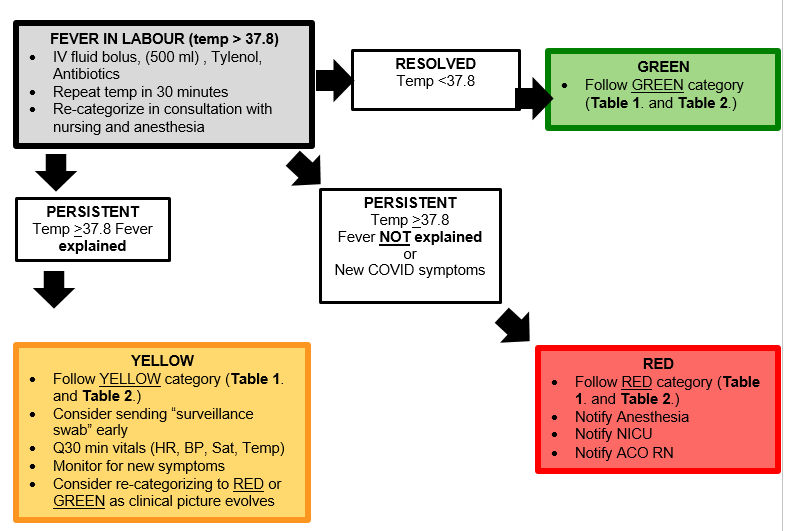 FEVER IN LABOUR (temp > 37.8)
• IV fluid bolus, (500 ml) , Tylenol,
Antibiotics
• Repeat temp in 30 minutes
• Re-categorize in consultation with
nursing and anesthesia
RESOLVED
Temp <37.8
GREEN
• Follow GREEN category
(Table 1. and Table 2.)
PERSISTENT
Temp >37.8 Fever
explained
PERSISTENT
Temp >37.8
Fever NOT explained
or
New COVID symptoms
YELLOW
• Follow YELLOW category (Table 1.
and Table 2.)
• Consider sending “surveillance
swab” early
• Q30 min vitals (HR, BP, Sat, Temp)
• Monitor for new symptoms
• Consider re-categorizing to RED or
GREEN as clinical picture evolves
RED
• Follow RED category (Table
1. and Table 2.)
• Notify Anesthesia
• Notify NICU
• Notify ACO RN